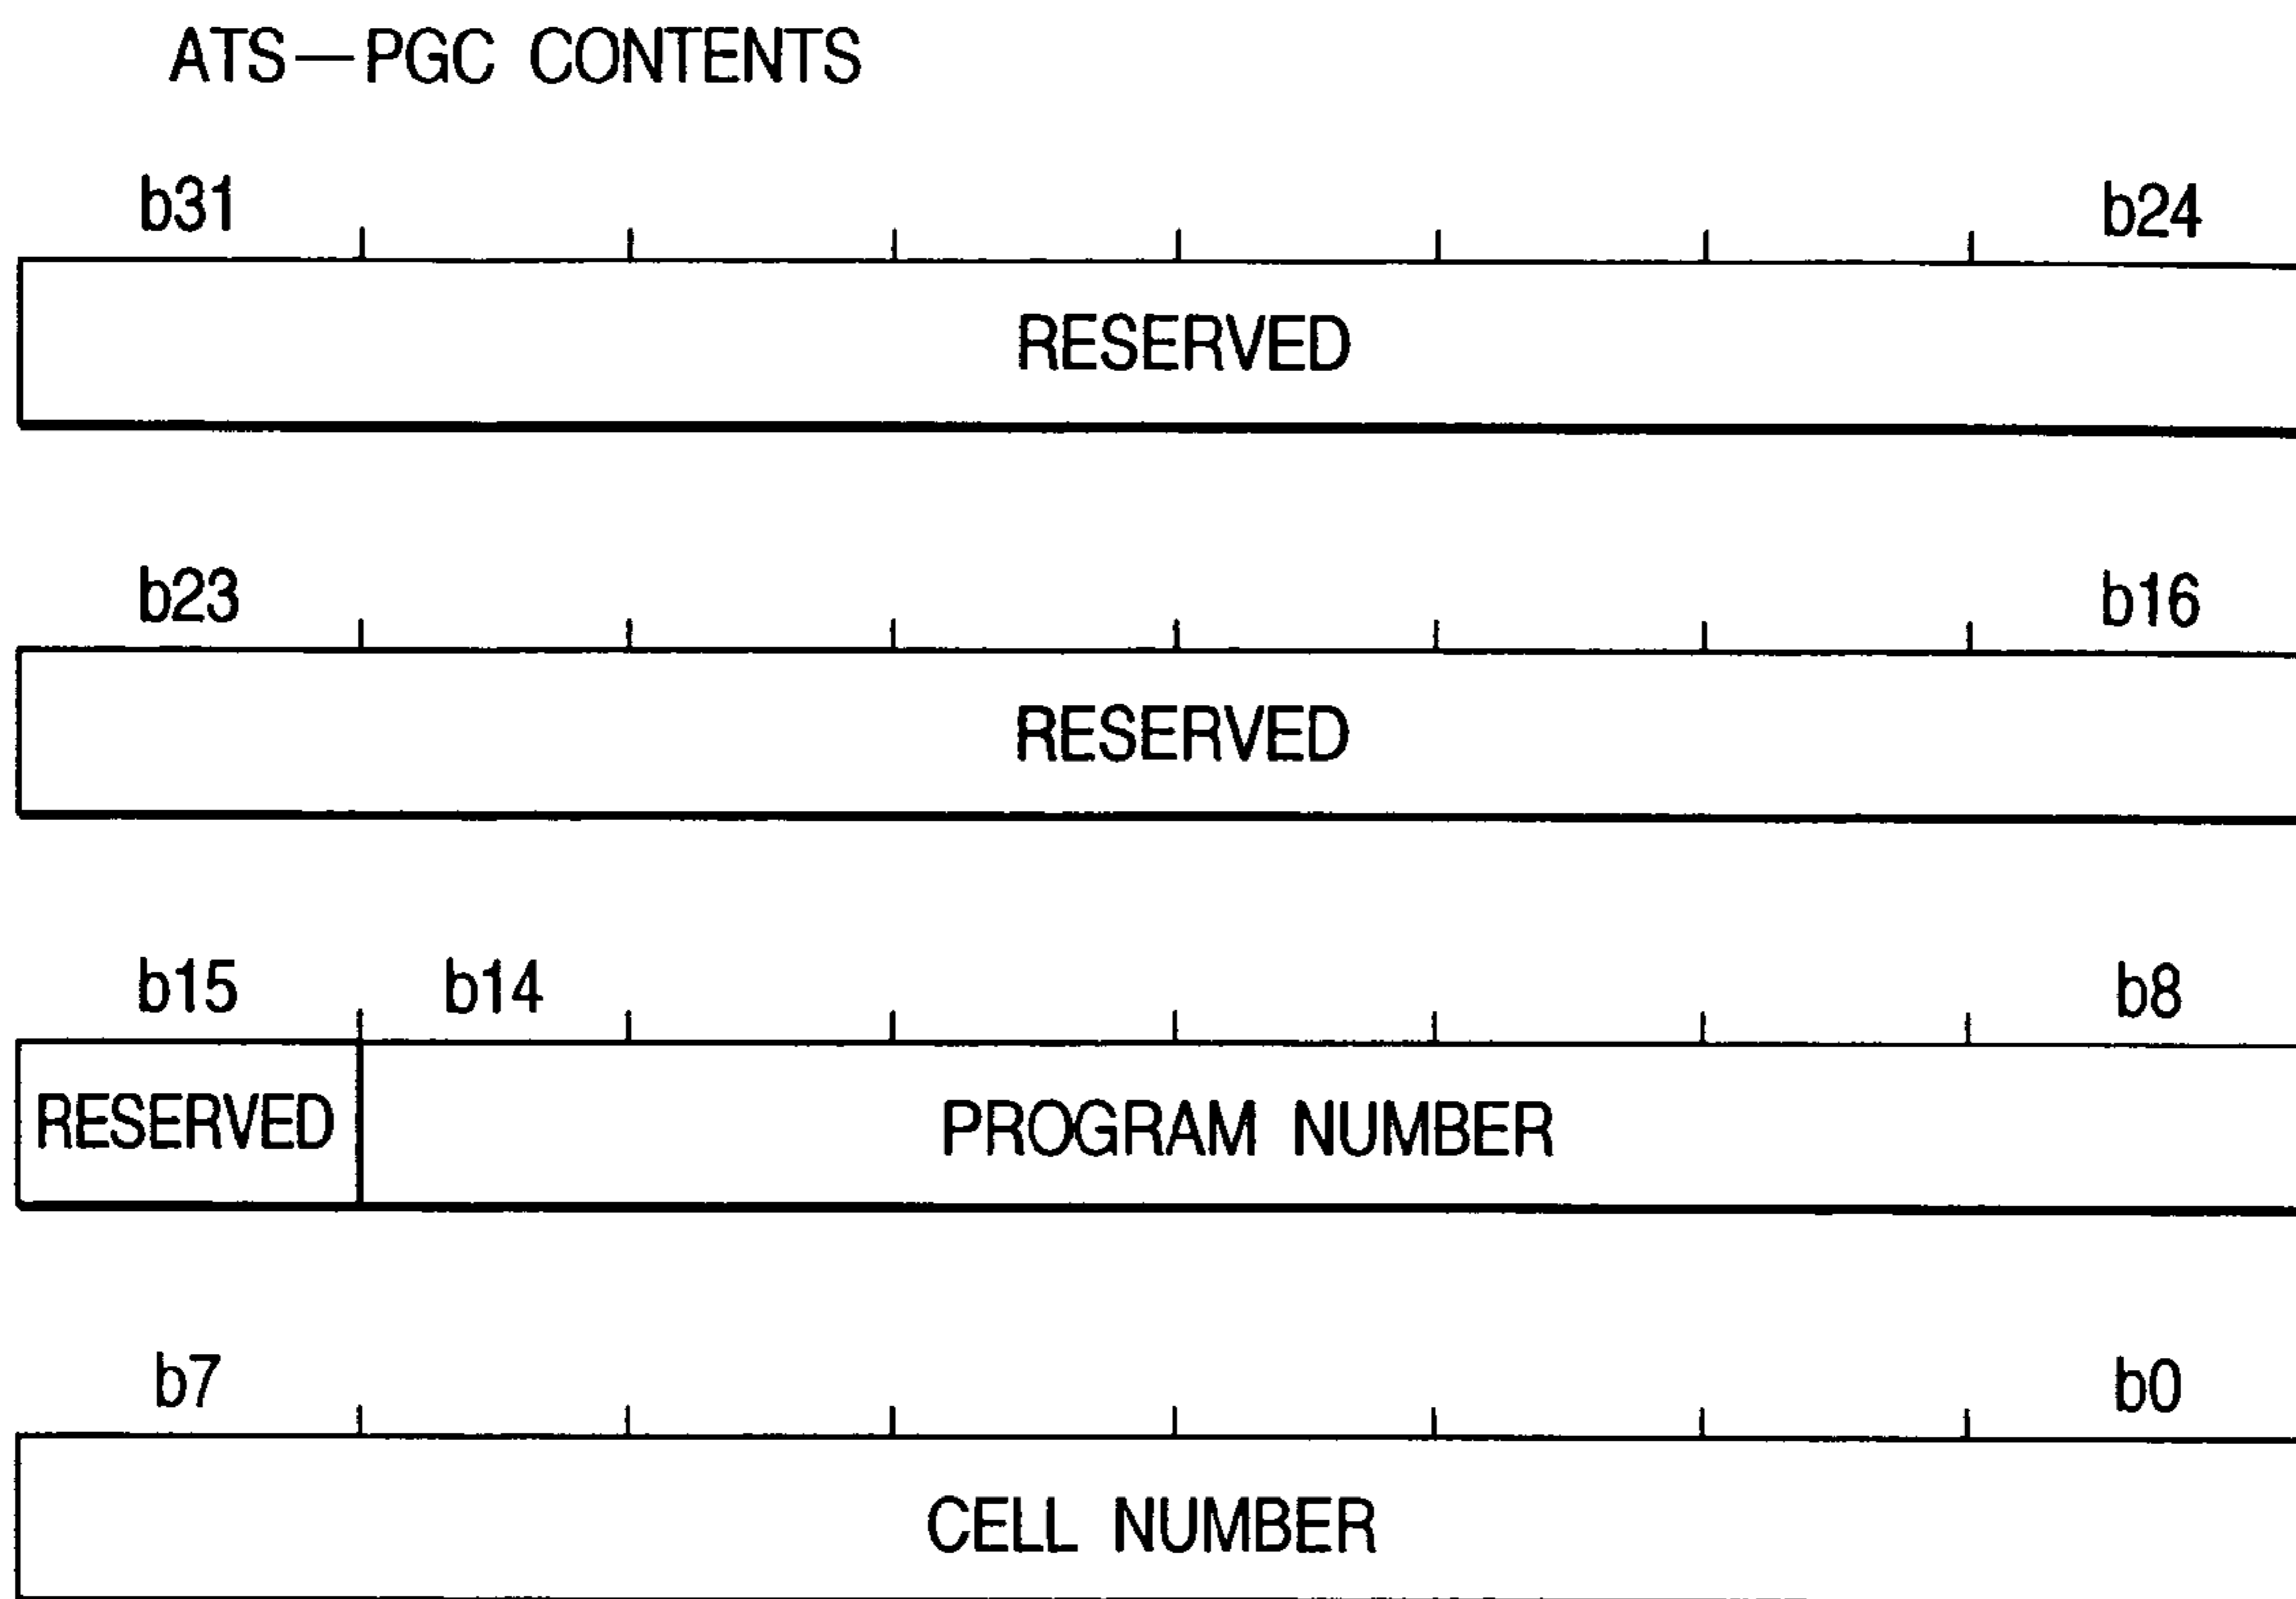 ATS—PGC CONTENTS
b31 b24
RESERVED
b23 b16
RESERVED
b15 b14 b8
RESERVED PROGRAM NUMBER
b7 b0
CELL NUMBER